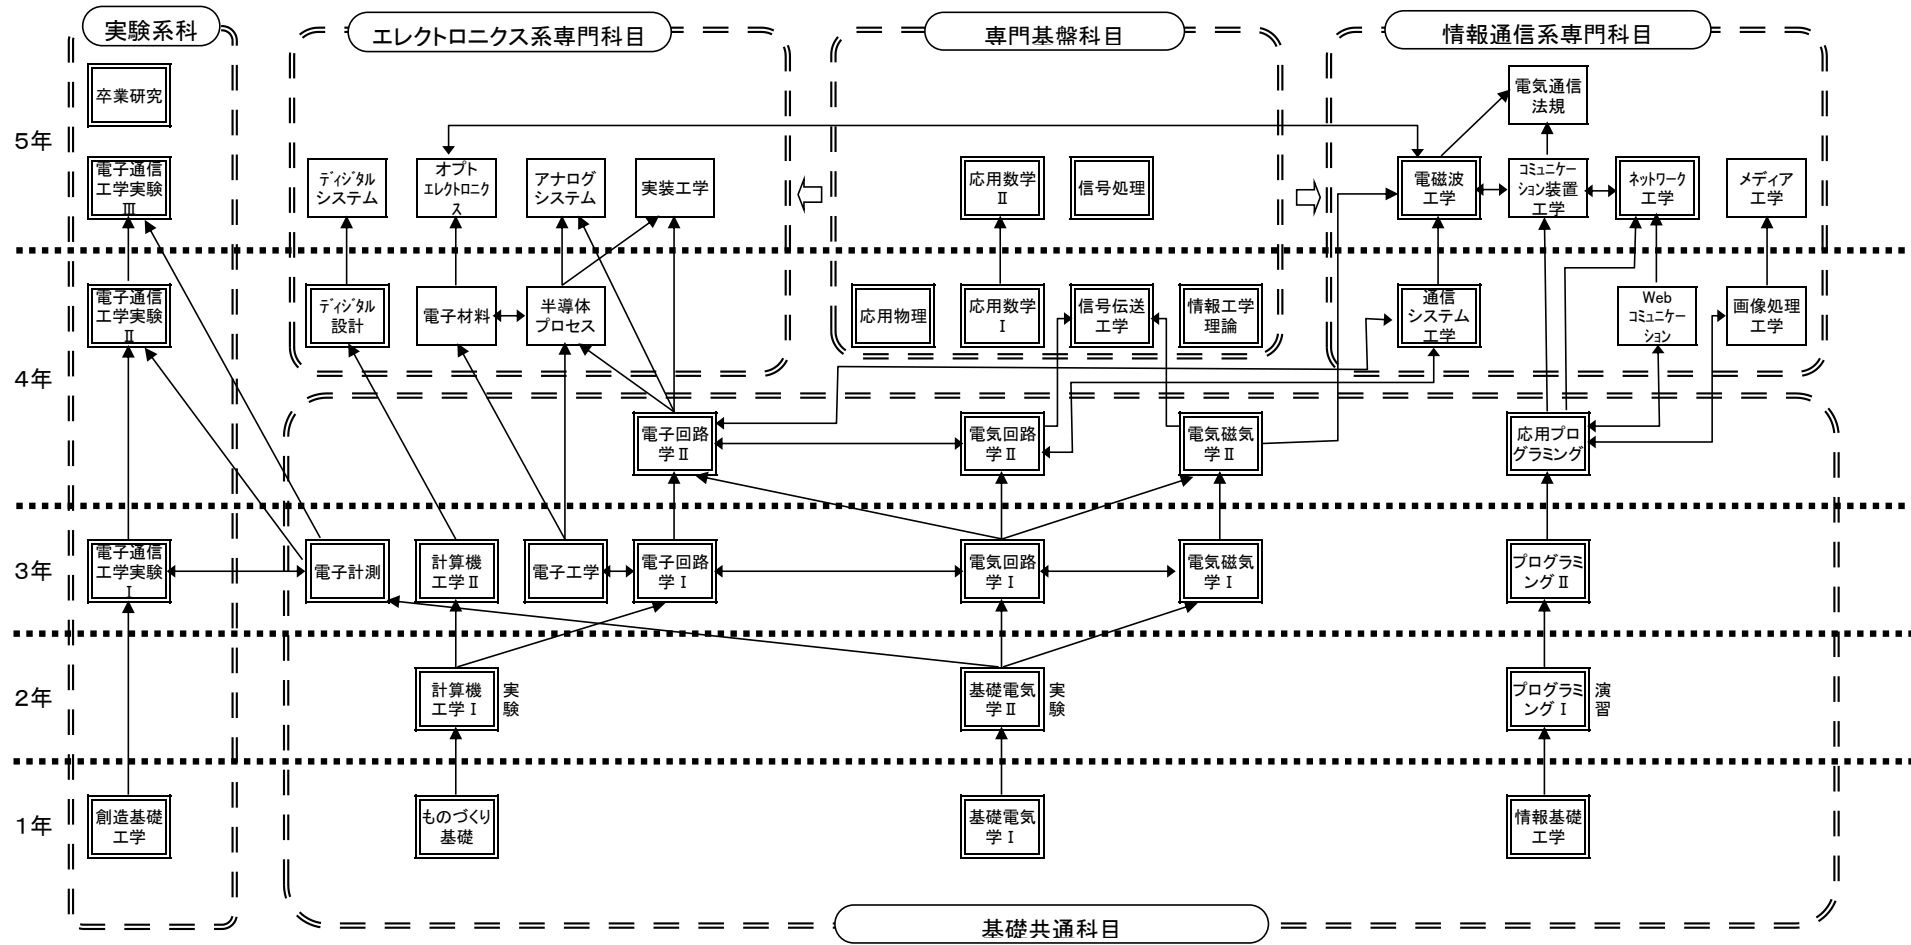 実験系科
エレクトロニクス系専門科目
専門基盤科目
情報通信系専門科目
5年
卒業研究
電気通信
法規
電子通信
工学実験
Ⅲ
ディジタル
システム
オプト
エレクトロニク
ス
アナログ
システム
実装工学
応用数学
Ⅱ
信号処理
電磁波
工学
コミュニケー
ション装置
工学
ネットワーク
工学
メディア
工学
4年
電子通信
工学実験
Ⅱ
ディジタル
設計
電子材料
半導体
プロセス
応用物理
応用数学
Ⅰ
信号伝送
工学
情報工学
理論
通信
システム
工学
Web
コミュニケー
ション
画像処理
工学
電子回路
学Ⅱ
電気回路
学Ⅱ
電気磁気
学Ⅱ
応用プロ
グラミング
3年
電子通信
工学実験
Ⅰ
電子計測
計算機
工学Ⅱ
電子工学
電子回路
学Ⅰ
電気回路
学Ⅰ
電気磁気
学Ⅰ
プログラミ
ングⅡ
2年
計算機
工学Ⅰ
実
験
基礎電気
学Ⅱ
実
験
プログラミ
ングⅠ
演
習
1年
創造基礎
工学
ものづくり
基礎
基礎電気
学Ⅰ
情報基礎
工学
基礎共通科目